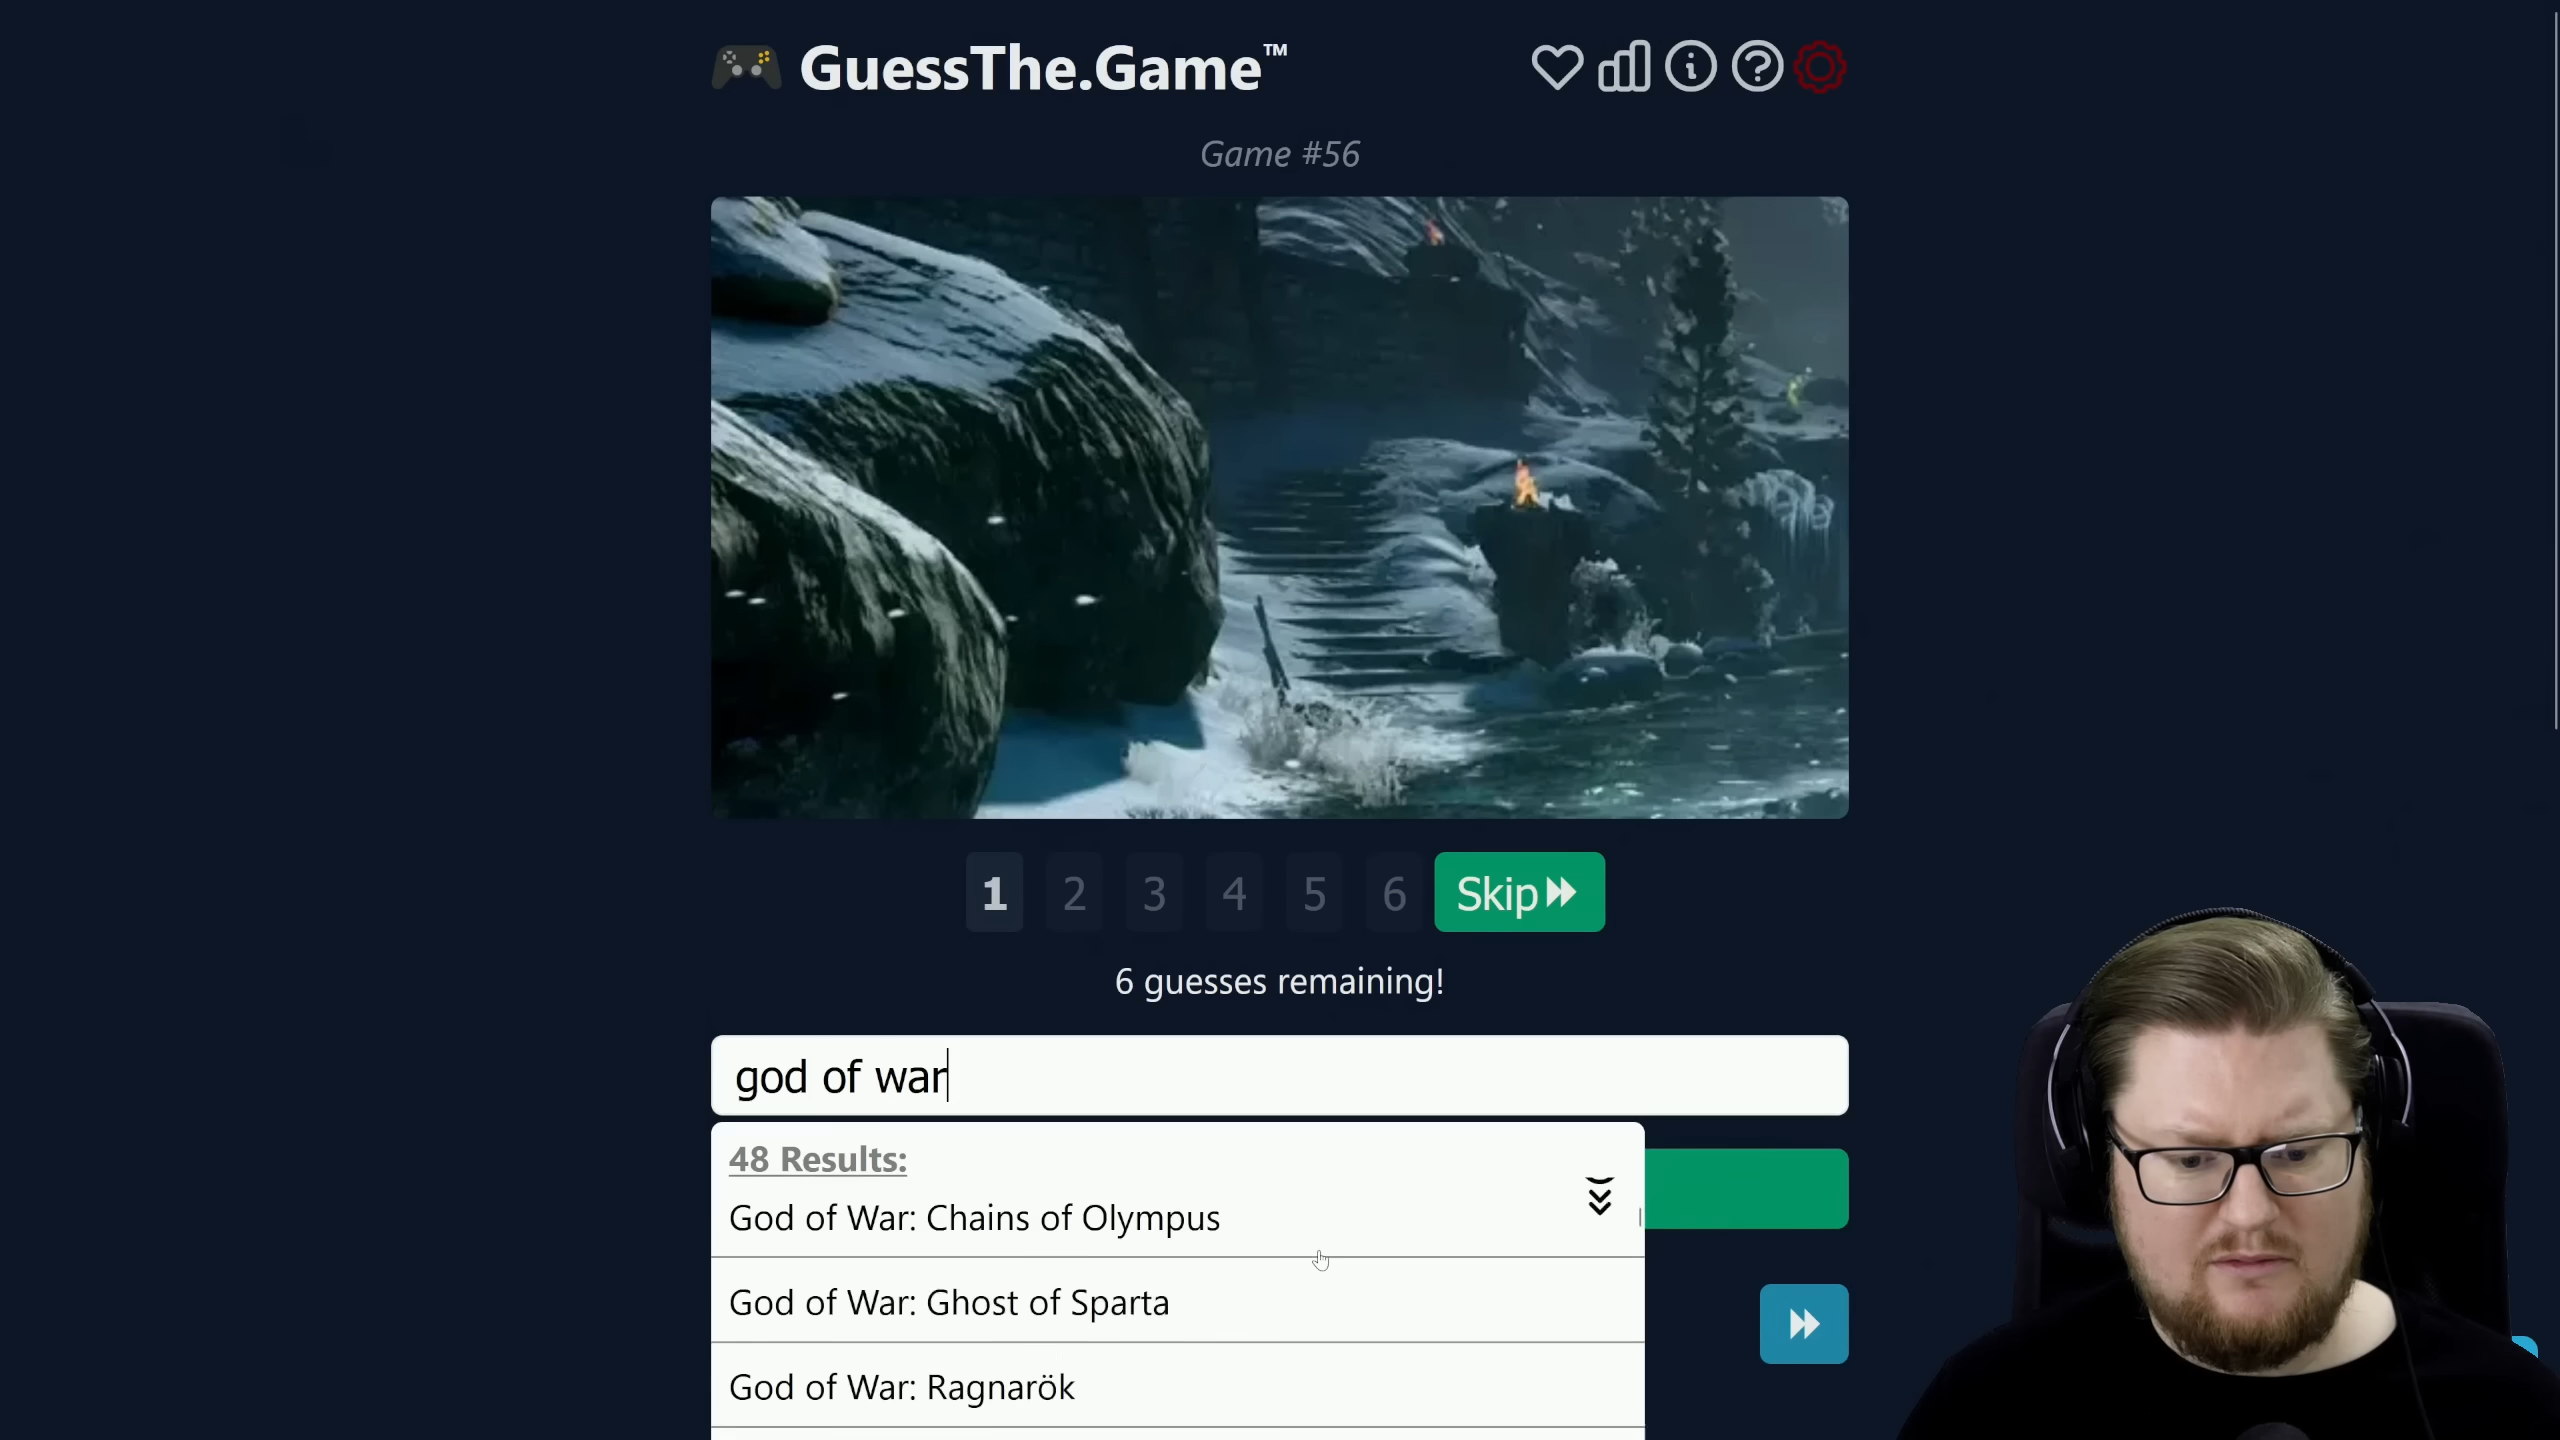 GuessThe.Game™
Game #56
1 2 3 4 5 6 Skip
6 guesses remaining!
god of war
48 Results:
God of War: Chains of Olympus
God of War: Ghost of Sparta
God of War: Ragnarök